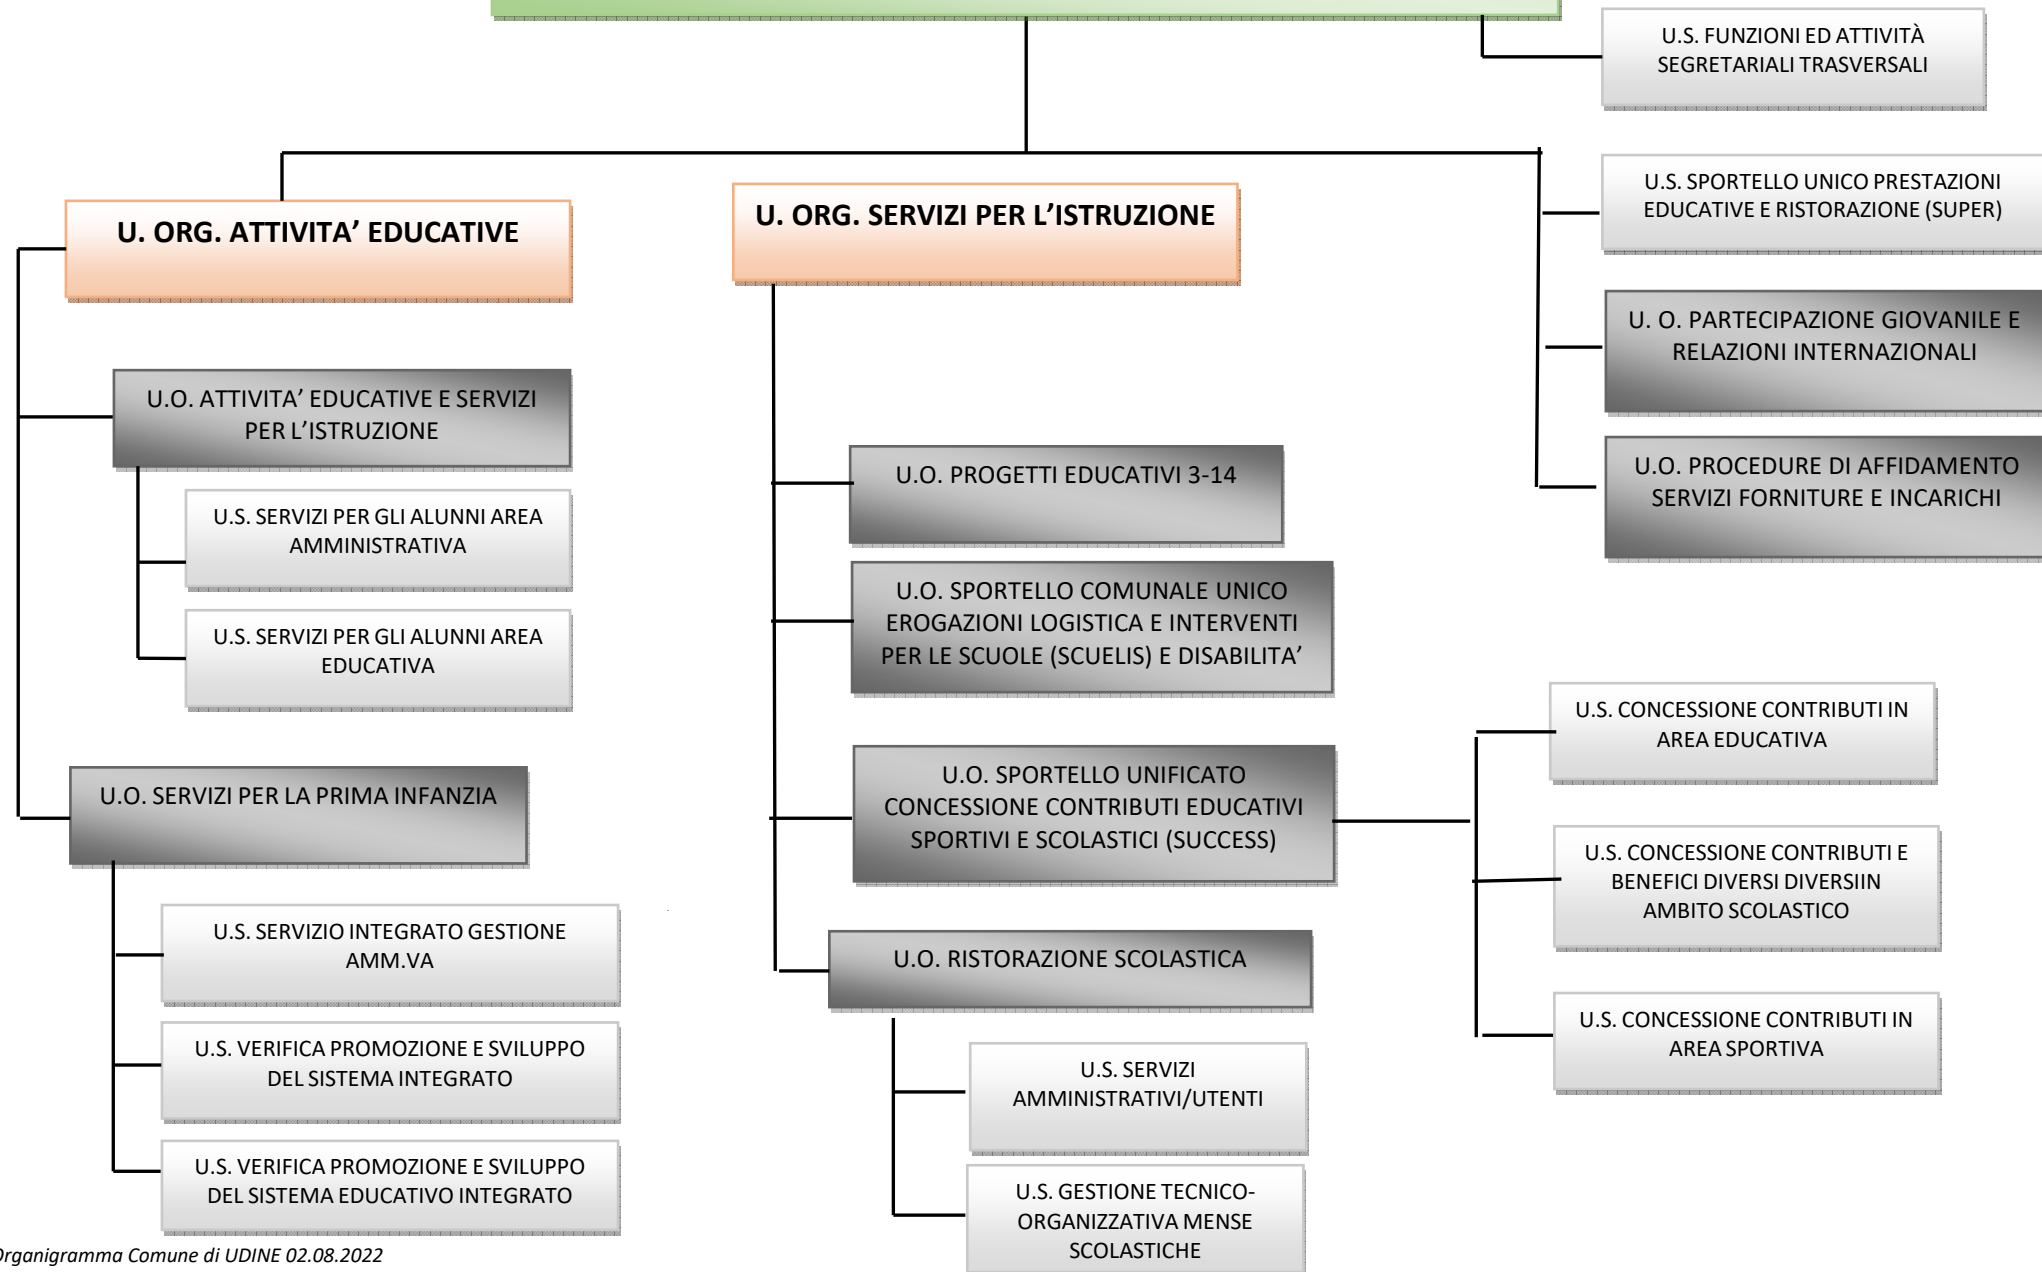 U.S. FUNZIONI ED ATTIVITÀ
SEGRETARIALI TRASVERSALI
U. ORG. ATTIVITA’ EDUCATIVE
U.O. ATTIVITA’ EDUCATIVE E SERVIZI
PER L’ISTRUZIONE
U.S. SERVIZI PER GLI ALUNNI AREA
AMMINISTRATIVA
U.S. SERVIZI PER GLI ALUNNI AREA
EDUCATIVA
U.O. SERVIZI PER LA PRIMA INFANZIA
U.S. SERVIZIO INTEGRATO GESTIONE
AMM.VA
U.S. VERIFICA PROMOZIONE E SVILUPPO
DEL SISTEMA INTEGRATO
U.S. VERIFICA PROMOZIONE E SVILUPPO
DEL SISTEMA EDUCATIVO INTEGRATO
U. ORG. SERVIZI PER L’ISTRUZIONE
U.O. PROGETTI EDUCATIVI 3-14
U.O. SPORTELLO COMUNALE UNICO
EROGAZIONI LOGISTICA E INTERVENTI
PER LE SCUOLE (SCUELIS) E DISABILITA’
U.O. SPORTELLO UNIFICATO
CONCESSIONE CONTRIBUTI EDUCATIVI
SPORTIVI E SCOLASTICI (SUCCESS)
U.S. CONCESSIONE CONTRIBUTI IN
AREA EDUCATIVA
U.S. CONCESSIONE CONTRIBUTI E
BENEFICI DIVERSI DIVERSIIN
AMBITO SCOLASTICO
U.S. CONCESSIONE CONTRIBUTI IN
AREA SPORTIVA
U.O. RISTORAZIONE SCOLASTICA
U.S. SERVIZI
AMMINISTRATIVI/UTENTI
U.S. GESTIONE TECNICO-
ORGANIZZATIVA MENSE
SCOLASTICHE
U.S. SPORTELLO UNICO PRESTAZIONI
EDUCATIVE E RISTORAZIONE (SUPER)
U. O. PARTECIPAZIONE GIOVANILE E
RELAZIONI INTERNAZIONALI
U.O. PROCEDURE DI AFFIDAMENTO
SERVIZI FORNITURE E INCARICHI
Organigramma Comune di UDINE 02.08.2022